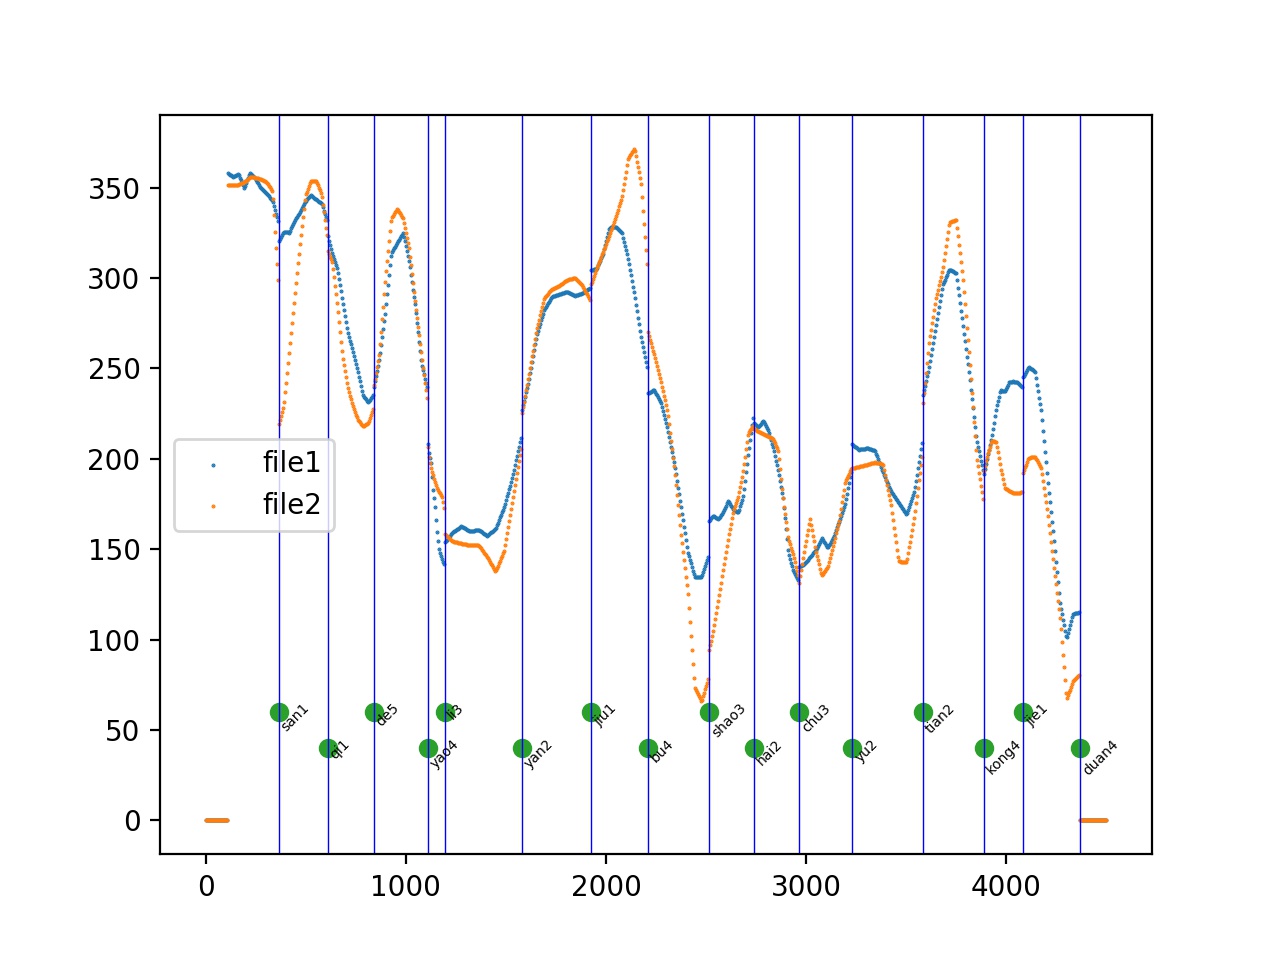 350
300
250
200
150
100
50
0
file1
file2
san1
qi1
de5
yao4
li3
yan2
jiu1
bu4
shao3
hai2
chu3
yu2
tian2
kong4
jie1
duan4
0
1000
2000
3000
4000